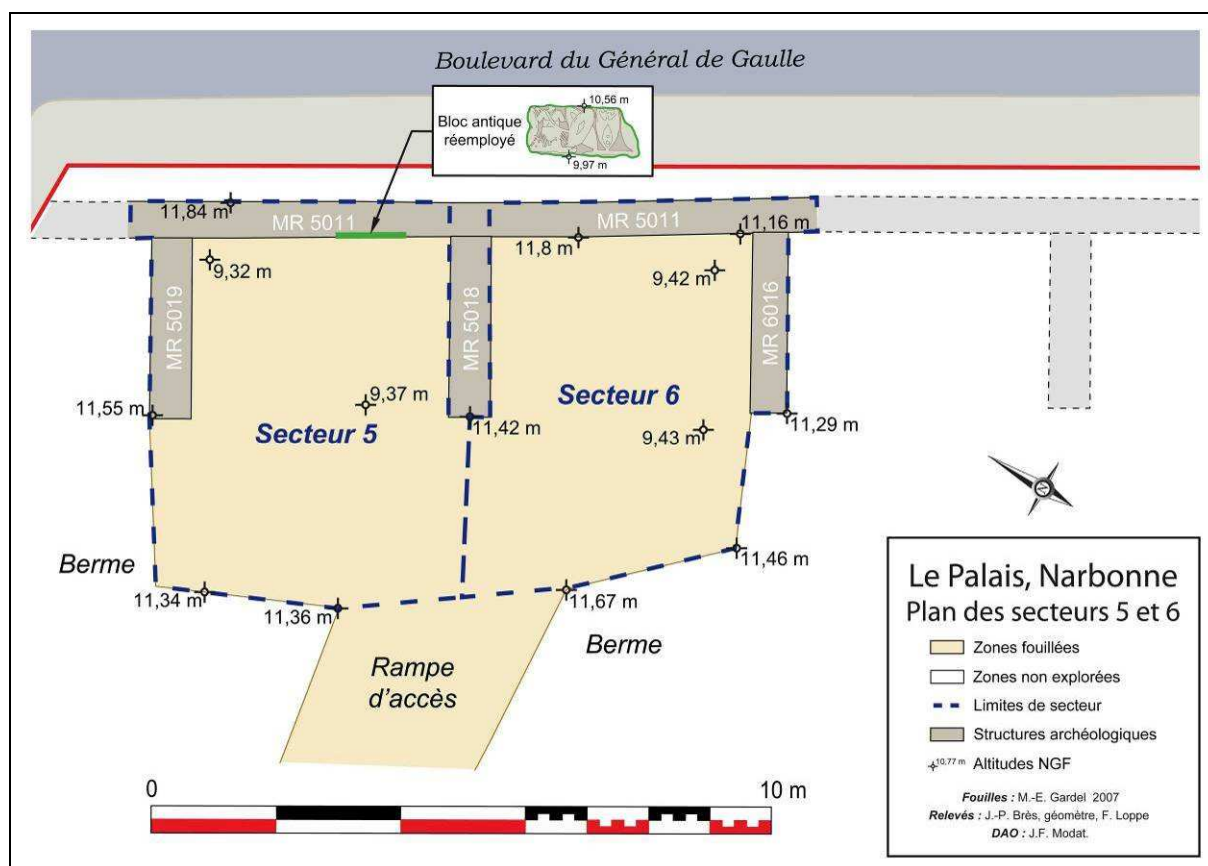 Boulevard du Général de Gaulle
Bloc antique
réemployé
10,56 m
9,97 m
11,84 m
MR 5011
MR 5011
11,8 m
11,16 m
9,32 m
9,42 m
MR 5019
MR 5018
MR 6016
9,37 m
11,55 m
Secteur 5
11,42 m
Secteur 6
9,43 m
11,29 m
N
Berme
11,34 m
11,36 m
11,67 m
11,46 m
Berme
Rampe
d'accès
Le Palais, Narbonne
Plan des secteurs 5 et 6
Zones fouillées
Zones non explorées
Limites de secteur
Structures archéologiques
10,77 m Altitudes NGF
Fouilles : M.-E. Gardel 2007
Relevés : J.-P. Brès, géomètre, F. Loppe
DAO : J.F. Modat.
0 10 m